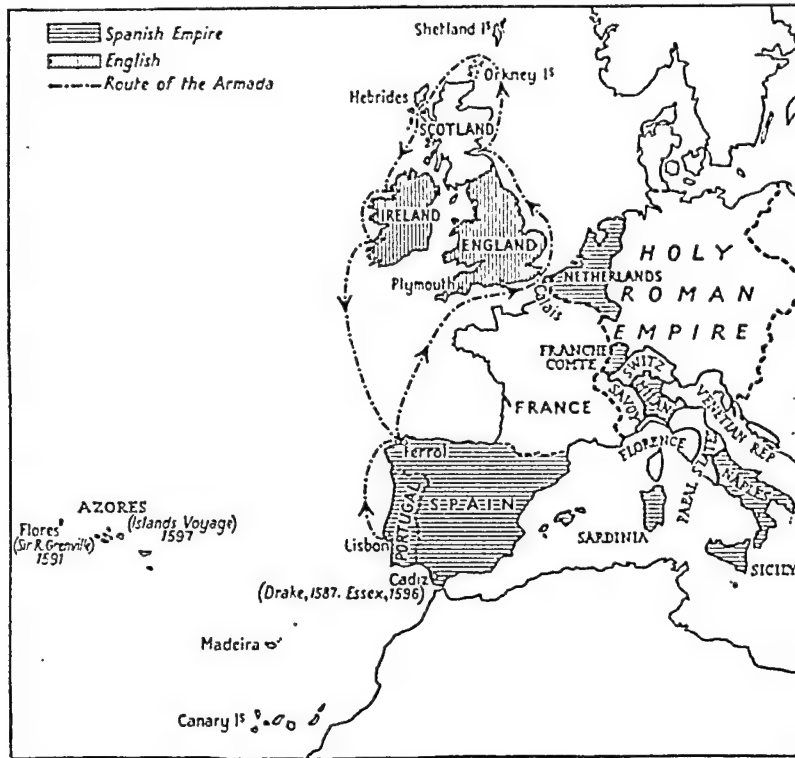 Spanish Empire
English
Route of the Armada
Shetland Iˢ
Orkney Iˢ
Hebrides
SCOTLAND
IRELAND
ENGLAND
Plymouth
Calais
NETHERLANDS
HOLY
ROMAN
EMPIRE
FRANCHE
COMTE
SWITZ
SAVOY
MILAN
VENETIAN REP
FRANCE
FLORENCE
PAPAL STATES
NAPLES
Ferrol
SPAIN
PORTUGAL
Lisbon
SARDINIA
SICILY
Cadiz
(Drake, 1587. Essex, 1596)
AZORES
(Islands Voyage)
1597
Flores
(Sir R. Grenville)
1591
Madeira
Canary Iˢ